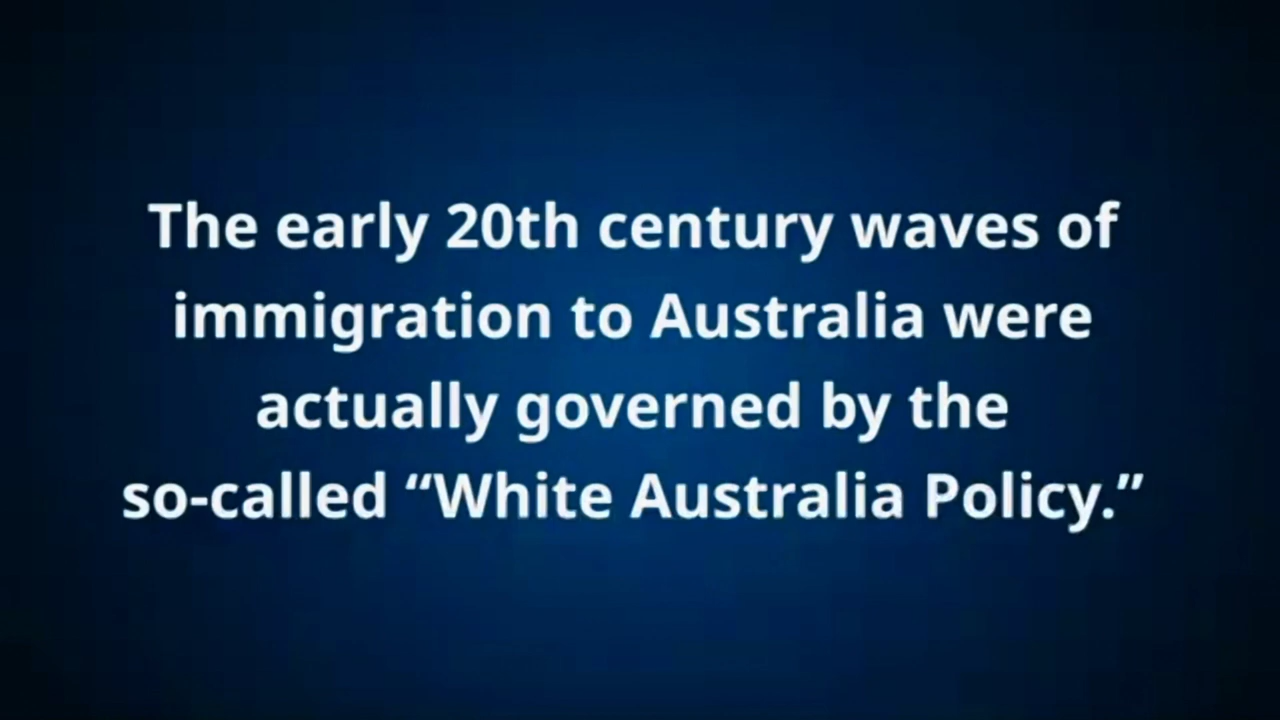 The early 20th century waves of
immigration to Australia were
actually governed by the
so-called “White Australia Policy.”